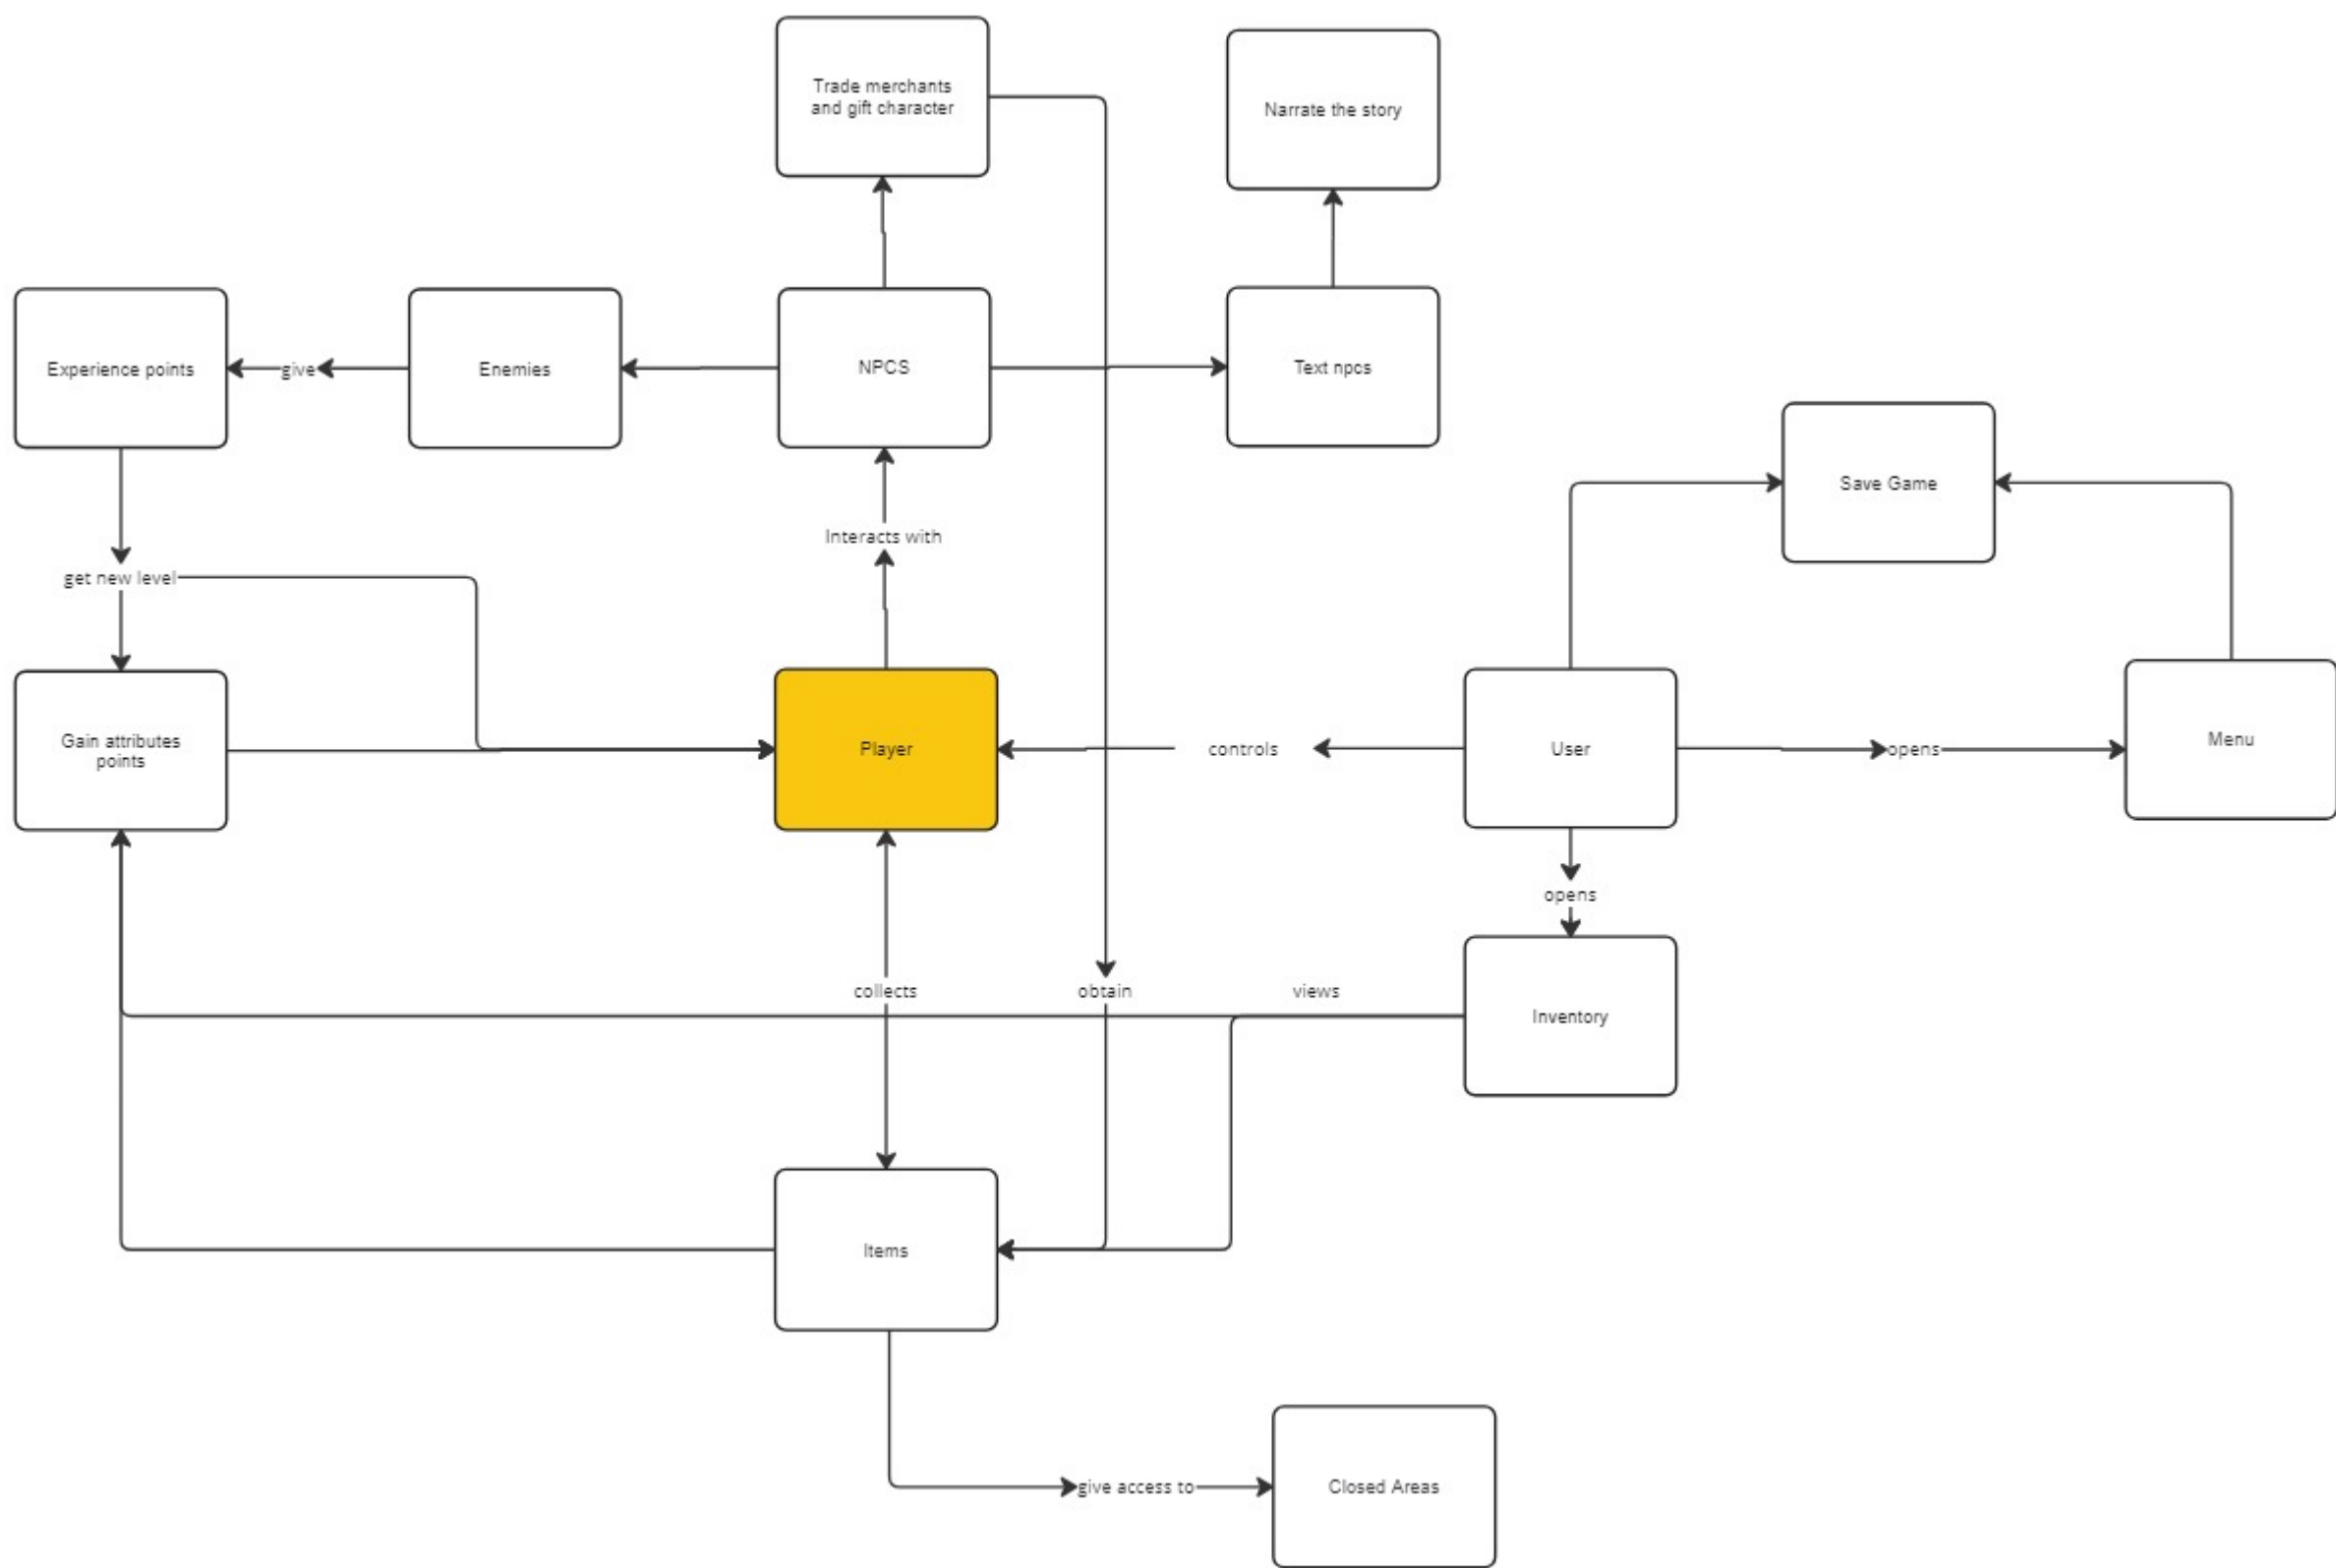 Trade merchants
and gift character
Narrate the story
Experience points
give
Enemies
NPCS
Text npcs
Save Game
Interacts with
get new level
Gain attributes
points
Player
controls
User
opens
Menu
opens
collects
obtain
views
Inventory
Items
give access to
Closed Areas